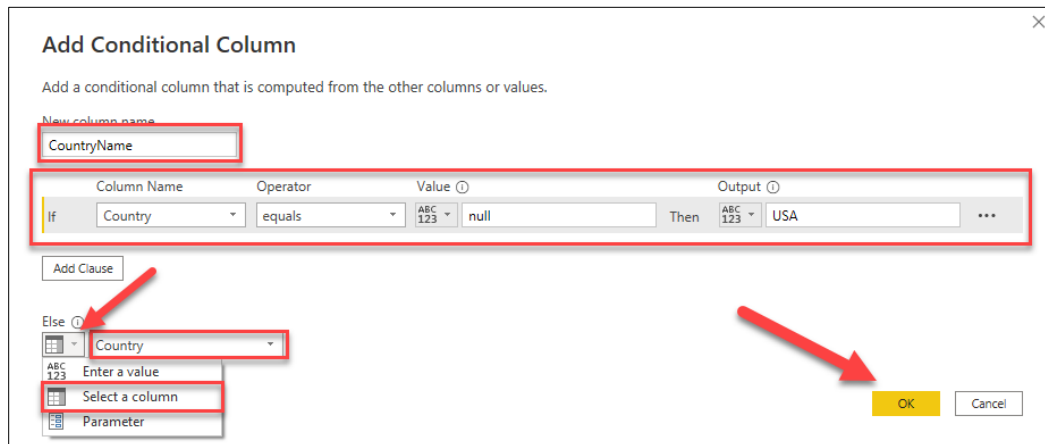 Add Conditional Column
Add a conditional column that is computed from the other columns or values.
New column name
CountryName
Column Name Operator Value Output
If Country equals ABC 123 null Then ABC 123 USA ...
Add Clause
Else
Country
ABC 123 Enter a value
Select a column
Parameter
OK Cancel